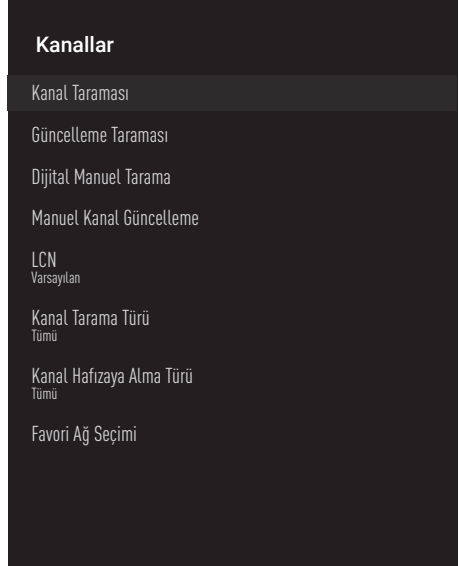 Kanallar
Kanal Taraması
Güncelleme Taraması
Dijital Manuel Tarama
Manuel Kanal Güncelleme
LCN
Varsayılan
Kanal Tarama Türü
Tümü
Kanal Hafızaya Alma Türü
Tümü
Favori Ağ Seçimi